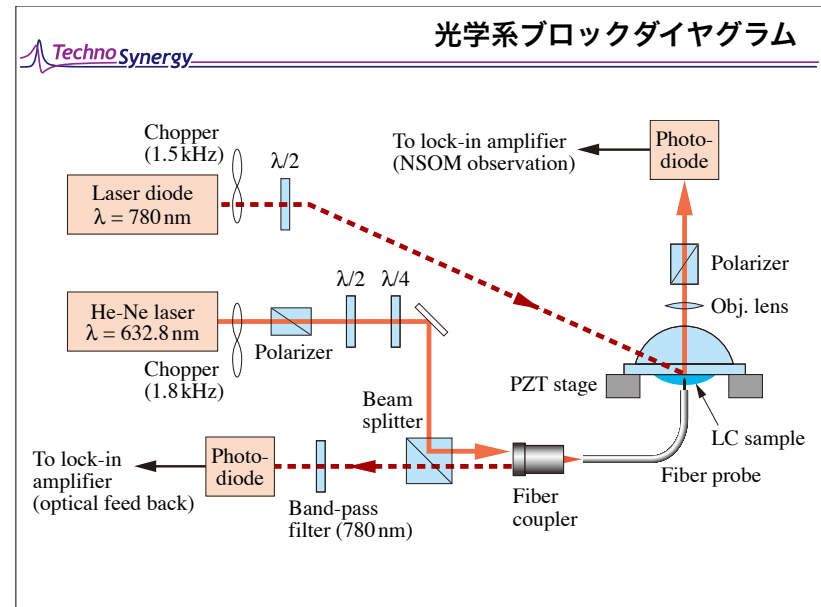 光学系ブロックダイヤグラム
Techno Synergy
Chopper
(1.5 kHz)
λ/2
Laser diode
λ = 780 nm
To lock-in amplifier
(NSOM observation)
Photo-
diode
Polarizer
Obj. lens
He-Ne laser
λ = 632.8 nm
Chopper
(1.8 kHz)
Polarizer
λ/2
λ/4
PZT stage
LC sample
Fiber probe
Beam
splitter
To lock-in
amplifier
(optical feed back)
Photo-
diode
Band-pass
filter (780 nm)
Fiber
coupler